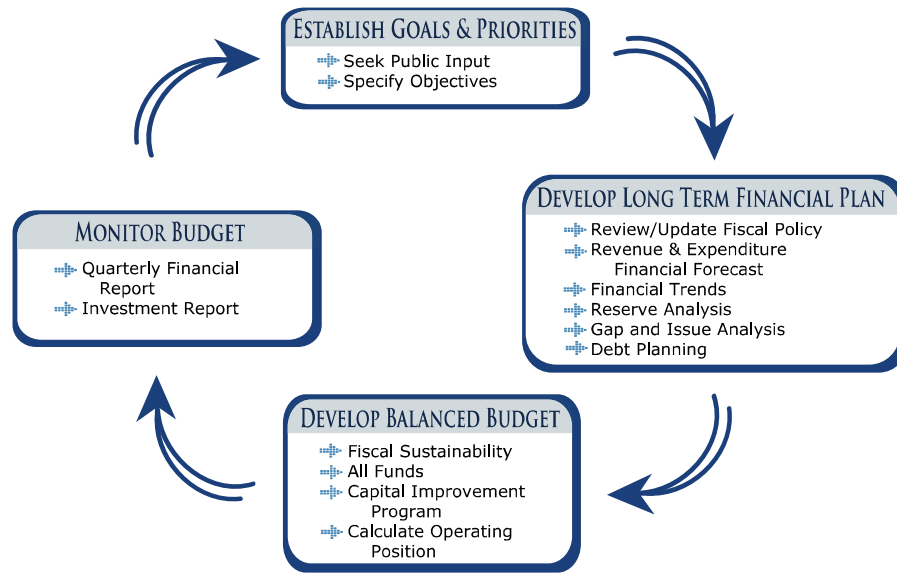 ESTABLISH GOALS & PRIORITIES
Seek Public Input
Specify Objectives
DEVELOP LONG TERM FINANCIAL PLAN
Review/Update Fiscal Policy
Revenue & Expenditure
Financial Forecast
Financial Trends
Reserve Analysis
Gap and Issue Analysis
Debt Planning
DEVELOP BALANCED BUDGET
Fiscal Sustainability
All Funds
Capital Improvement
Program
Calculate Operating
Position
MONITOR BUDGET
Quarterly Financial
Report
Investment Report